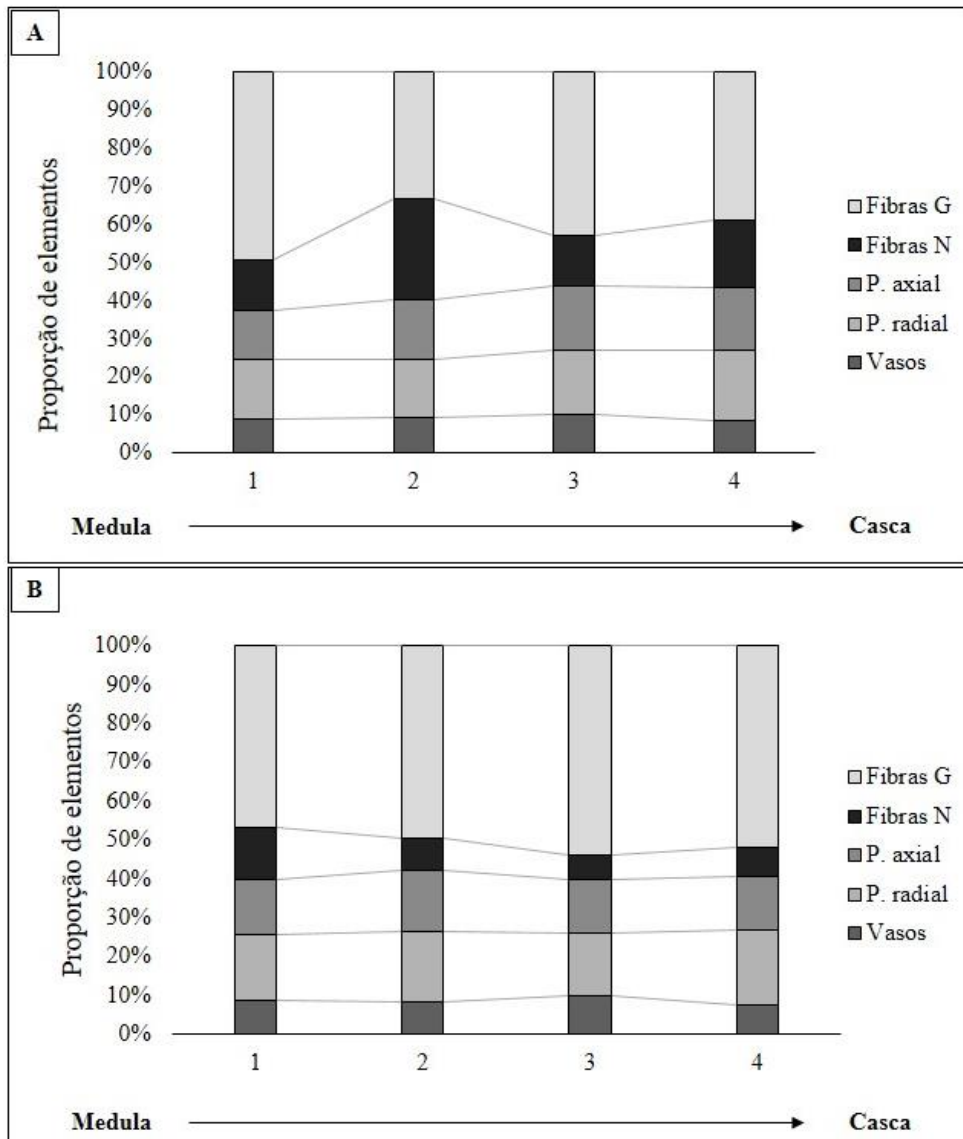 A
Proporção de elementos
100%
90%
80%
70%
60%
50%
40%
30%
20%
10%
0%
1 2 3 4
Medula Casca
Fibras G
Fibras N
P. axial
P. radial
Vasos
B
Proporção de elementos
100%
90%
80%
70%
60%
50%
40%
30%
20%
10%
0%
1 2 3 4
Medula Casca
Fibras G
Fibras N
P. axial
P. radial
Vasos